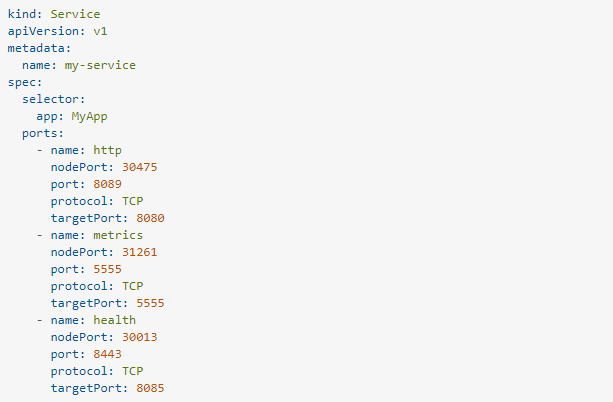 kind: Service
apiVersion: v1
metadata:
  name: my-service
spec:
  selector:
    app: MyApp
  ports:
    - name: http
      nodePort: 30475
      port: 8089
      protocol: TCP
      targetPort: 8080
    - name: metrics
      nodePort: 31261
      port: 5555
      protocol: TCP
      targetPort: 5555
    - name: health
      nodePort: 30013
      port: 8443
      protocol: TCP
      targetPort: 8085